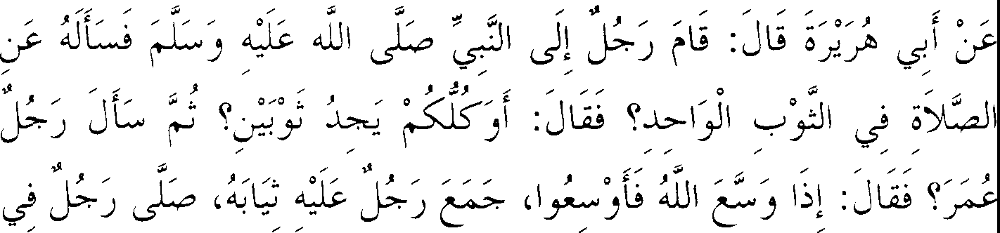 عَنْ أَبِي هُرَيْرَةَ قَالَ: قَامَ رَجُلٌ إِلَى النَّبِيِّ صَلَّى اللَّه عَلَيْهِ وَسَلَّمَ فَسَأَلَهُ عَنِ
الصَّلَاةِ فِي الثَّوْبِ الْوَاحِدِ؟ فَقَالَ: أَوَكُلُّكُمْ يَجِدُ ثَوْبَيْنِ؟ ثُمَّ سَأَلَ رَجُلٌ
عُمَرَ؟ فَقَالَ: إِذَا وَسَّعَ اللَّهُ فَأَوْسِعُوا، جَمَعَ رَجُلٌ عَلَيْهِ ثِيَابَهُ، صَلَّى رَجُلٌ فِي